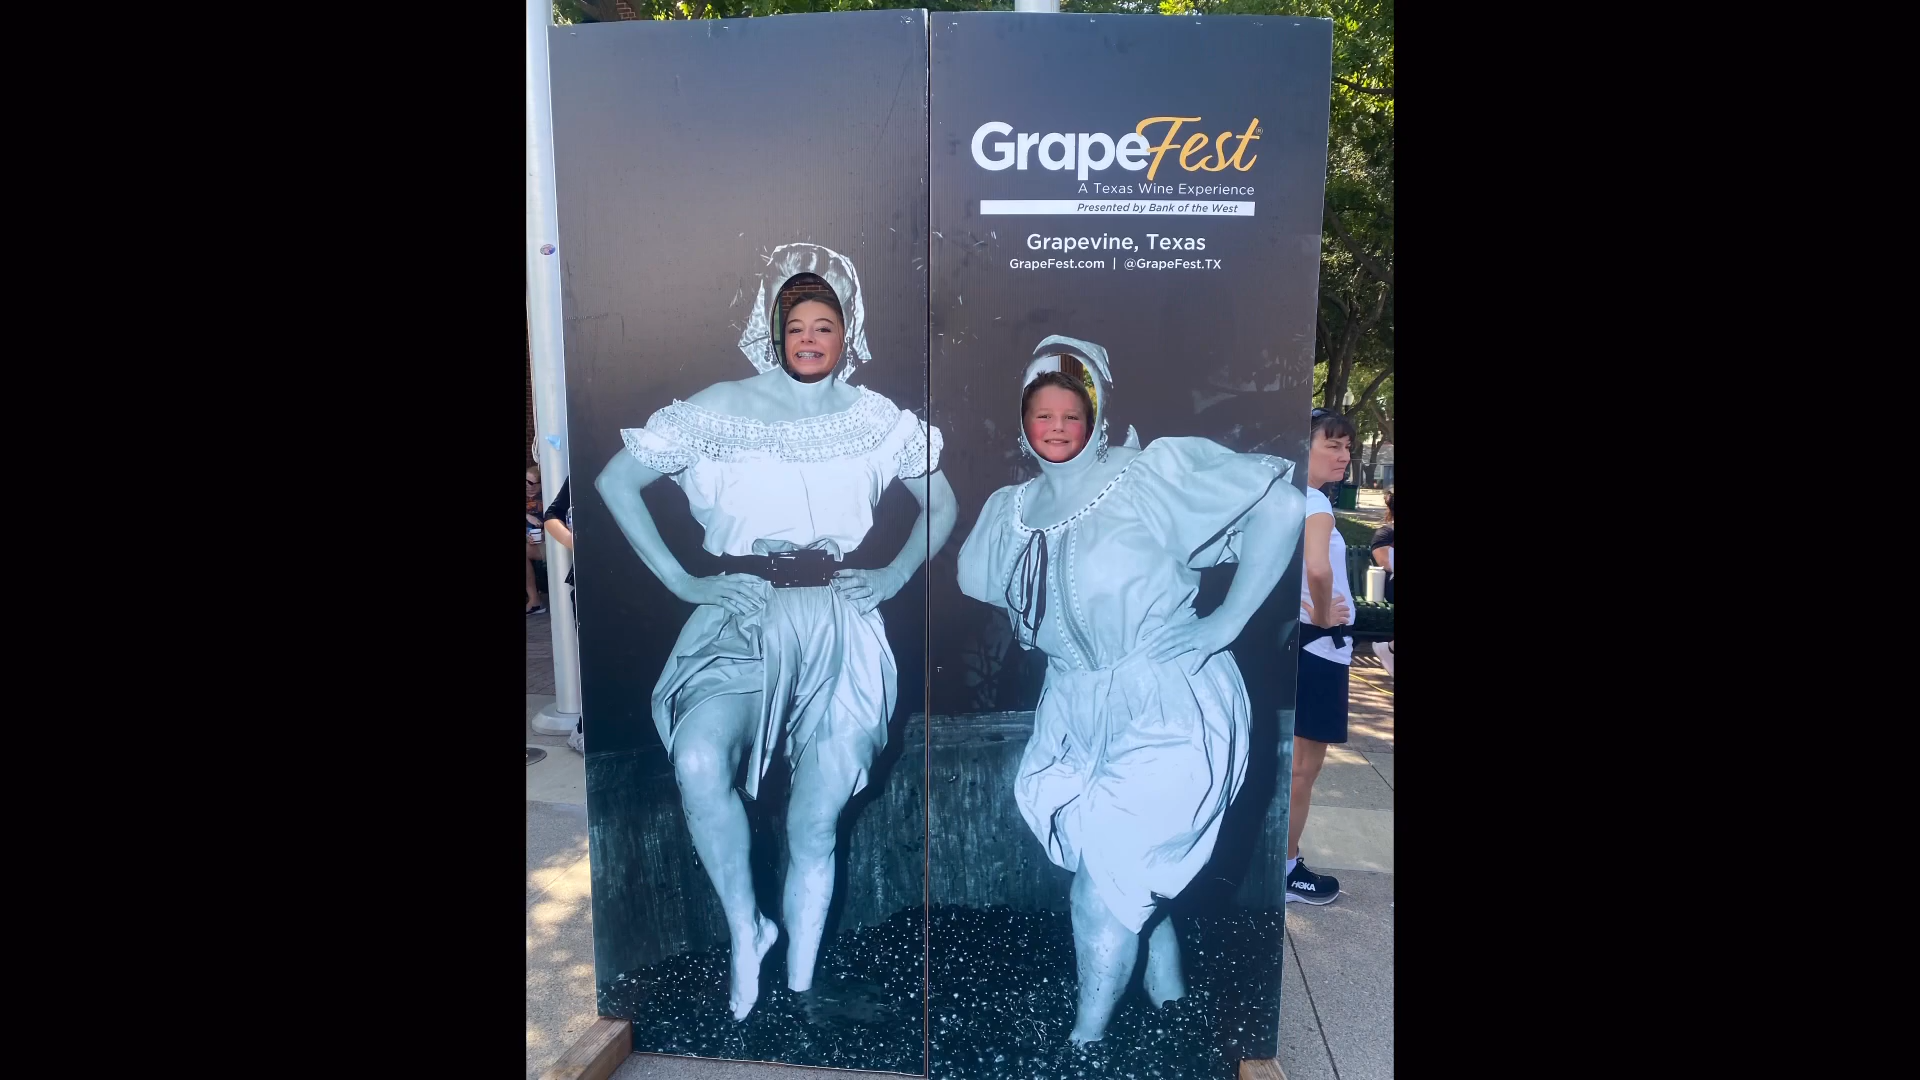 GrapeFest®
A Texas Wine Experience
Presented by Bank of the West
Grapevine, Texas
GrapeFest.com | @GrapeFest.TX
HOKA